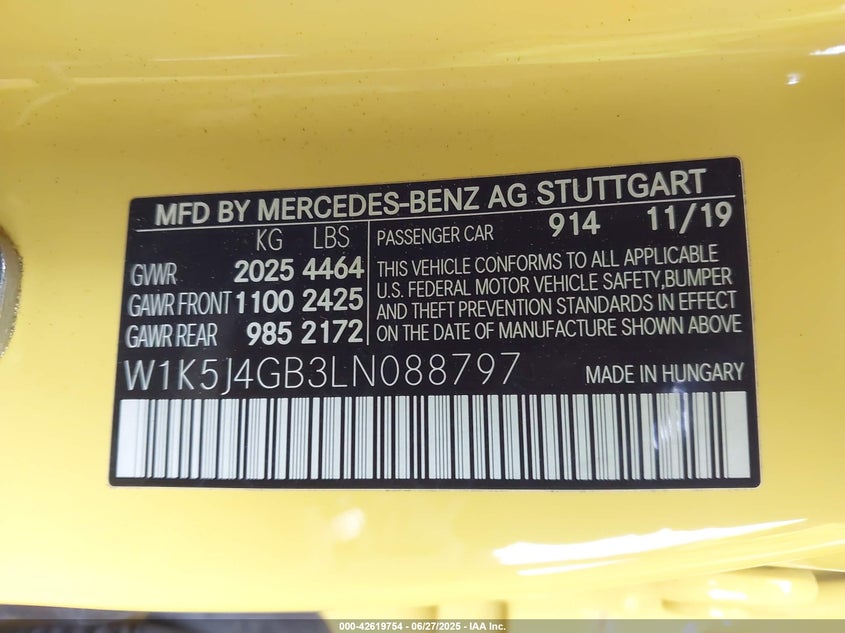 MFD BY MERCEDES-BENZ AG STUTTGART
KG LBS
GVWR 2025 4464
GAWR FRONT 1100 2425
GAWR REAR 985 2172
PASSENGER CAR 914 11/19
THIS VEHICLE CONFORMS TO ALL APPLICABLE
U.S. FEDERAL MOTOR VEHICLE SAFETY,BUMPER
AND THEFT PREVENTION STANDARDS IN EFFECT
ON THE DATE OF MANUFACTURE SHOWN ABOVE
W1K5J4GB3LN088797
MADE IN HUNGARY
000-42619754 - 06/27/2025 - IAA Inc.